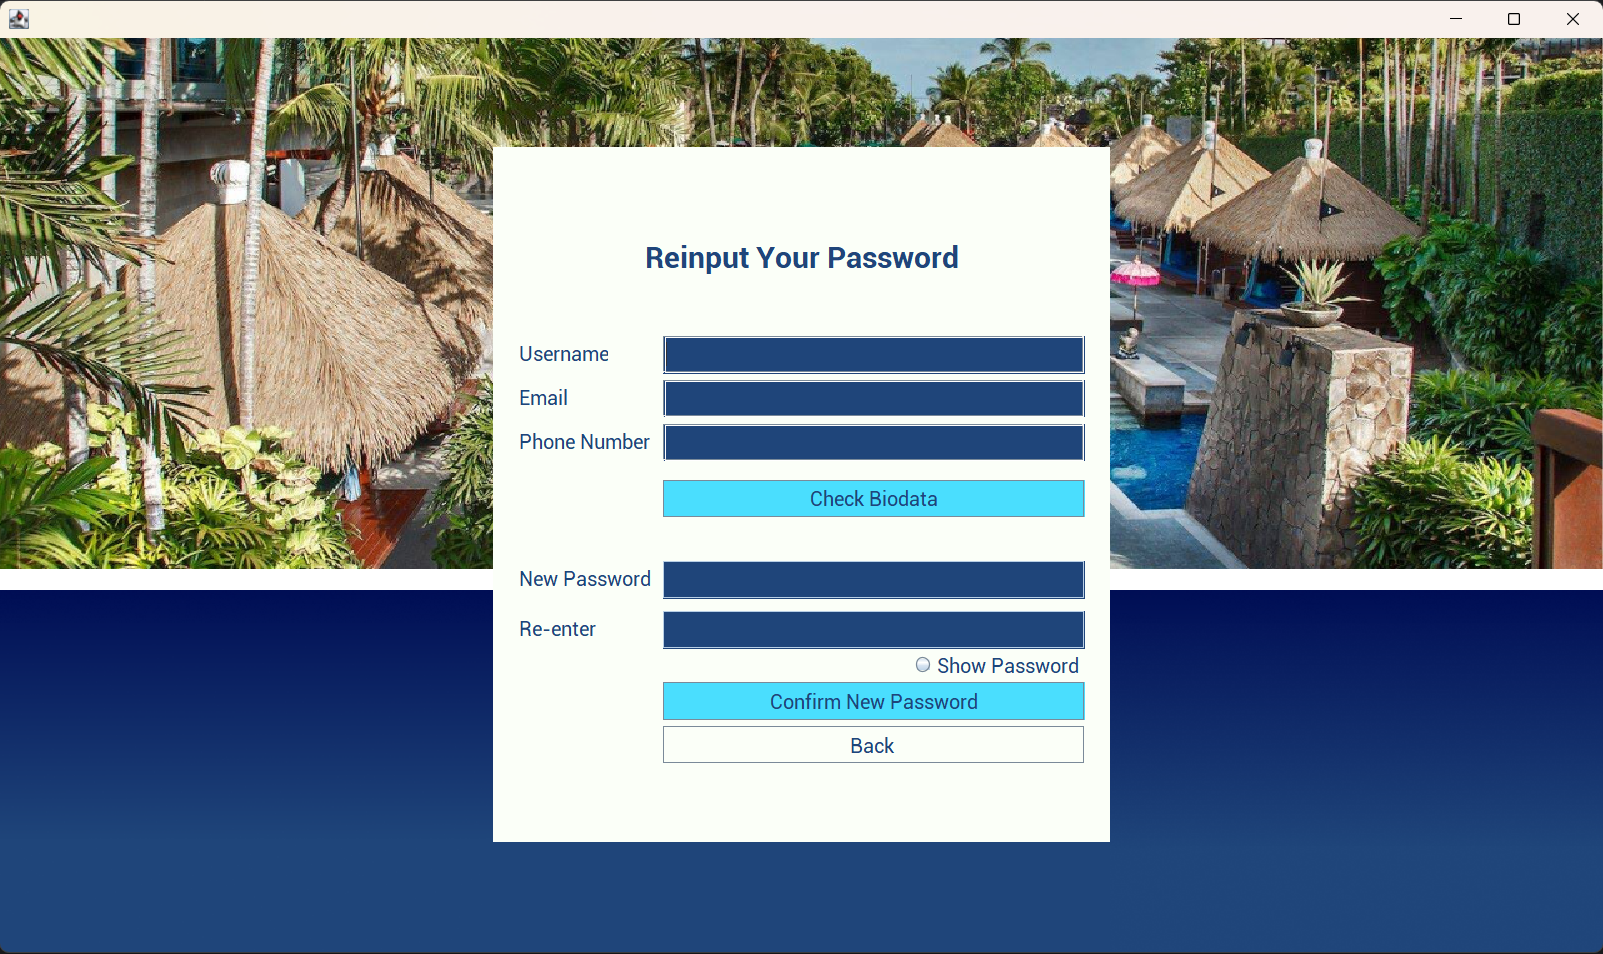 Reinput Your Password
Username
Email
Phone Number
Check Biodata
New Password
Re-enter
Show Password
Confirm New Password
Back